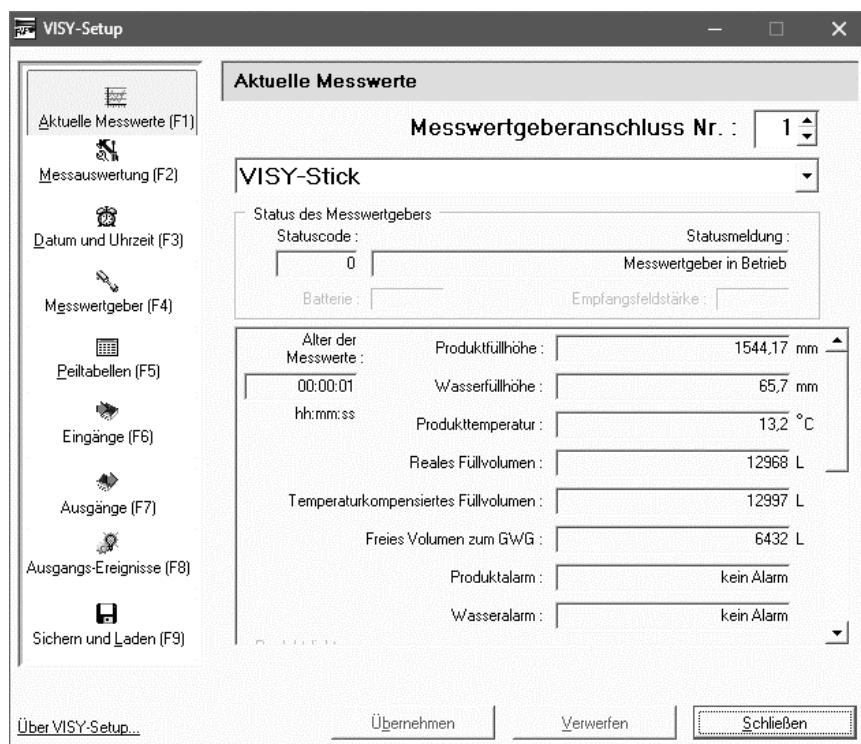 VISY-Setup
Aktuelle Messwerte (F1)
Messauswertung (F2)
Datum und Uhrzeit (F3)
Messwertgeber (F4)
Peiltabellen (F5)
Eingänge (F6)
Ausgänge (F7)
Ausgangs-Ereignisse (F8)
Sichern und Laden (F9)
Aktuelle Messwerte
Messwertgeberanschluss Nr. : 1
VISY-Stick
Status des Messwertgebers
Statuscode : Statusmeldung :
0 Messwertgeber in Betrieb
Batterie : Empfangsfeldstärke :
Alter der
Messwerte :
00:00:01
hh:mm:ss
Produktfüllhöhe : 1544,17 mm
Wasserfüllhöhe : 65,7 mm
Produkttemperatur : 13,2 °C
Reales Füllvolumen : 12968 L
Temperaturkompensiertes Füllvolumen : 12997 L
Freies Volumen zum GWG : 6432 L
Produktalarm : kein Alarm
Wasseralarm : kein Alarm
Über VISY-Setup...
Übernehmen Verwerfen Schließen